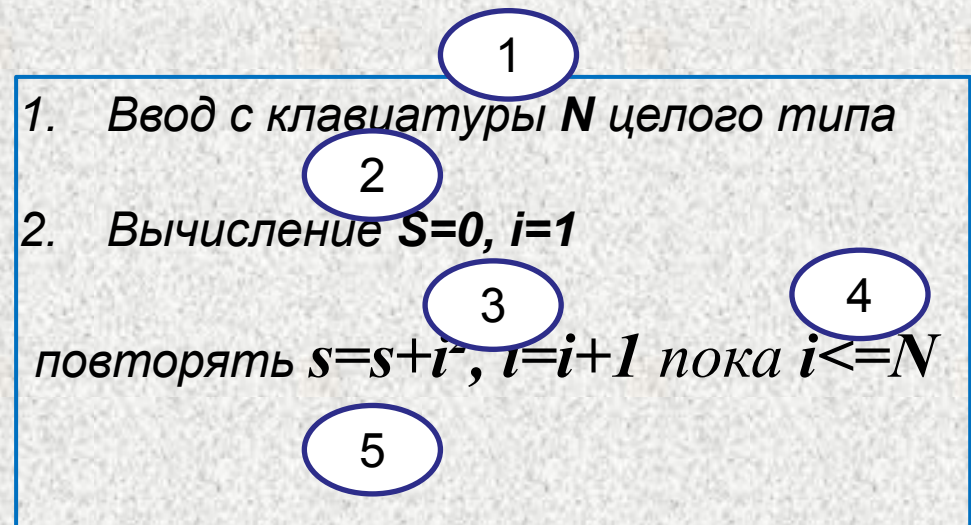 1
1. Ввод с клавиатуры N целого типа
2
2. Вычисление S=0, i=1
3
4
повторять s=s+i², i=i+1 пока i<=N
5